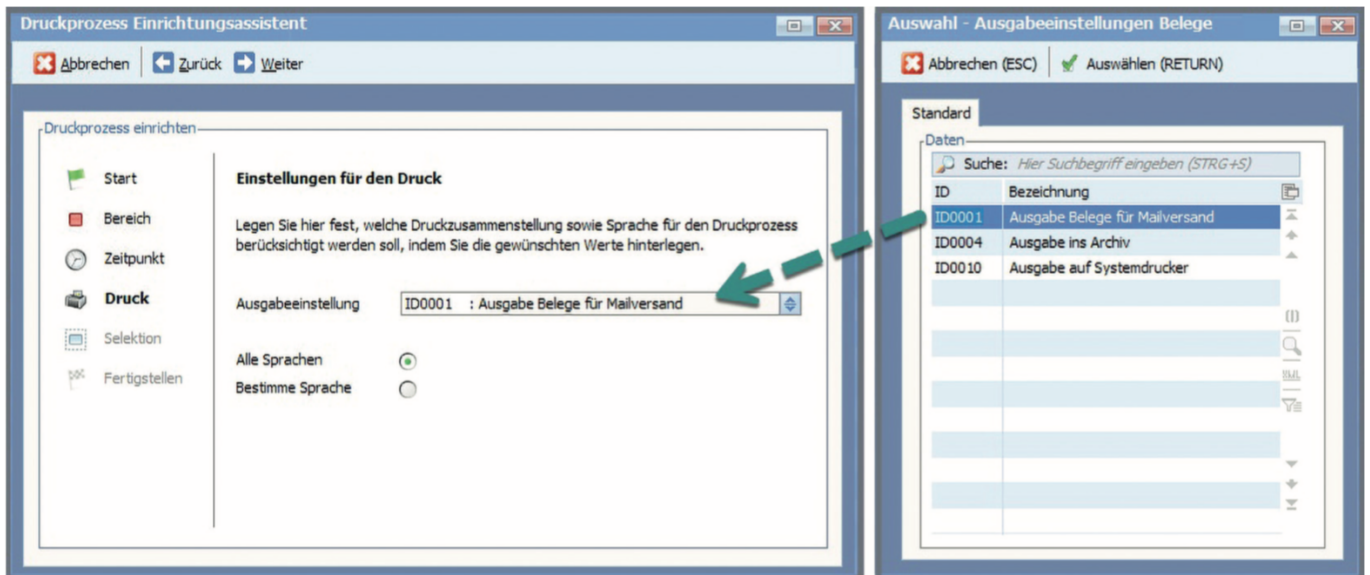 Druckprozess Einrichtungsassistent
Abbrechen Zurück Weiter
Druckprozess einrichten
Start
Bereich
Zeitpunkt
Druck
Selektion
Fertigstellen
Einstellungen für den Druck
Legen Sie hier fest, welche Druckzusammenstellung sowie Sprache für den Druckprozess
berücksichtigt werden soll, indem Sie die gewünschten Werte hinterlegen.
Ausgabeeinstellung ID0001 : Ausgabe Belege für Mailversand
Alle Sprachen
Bestimme Sprache
Auswahl - Ausgabeeinstellungen Belege
Abbrechen (ESC) Auswählen (RETURN)
Standard
Daten
Suche: Hier Suchbegriff eingeben (STRG+S)
ID Bezeichnung
ID0001 Ausgabe Belege für Mailversand
ID0004 Ausgabe ins Archiv
ID0010 Ausgabe auf Systemdrucker